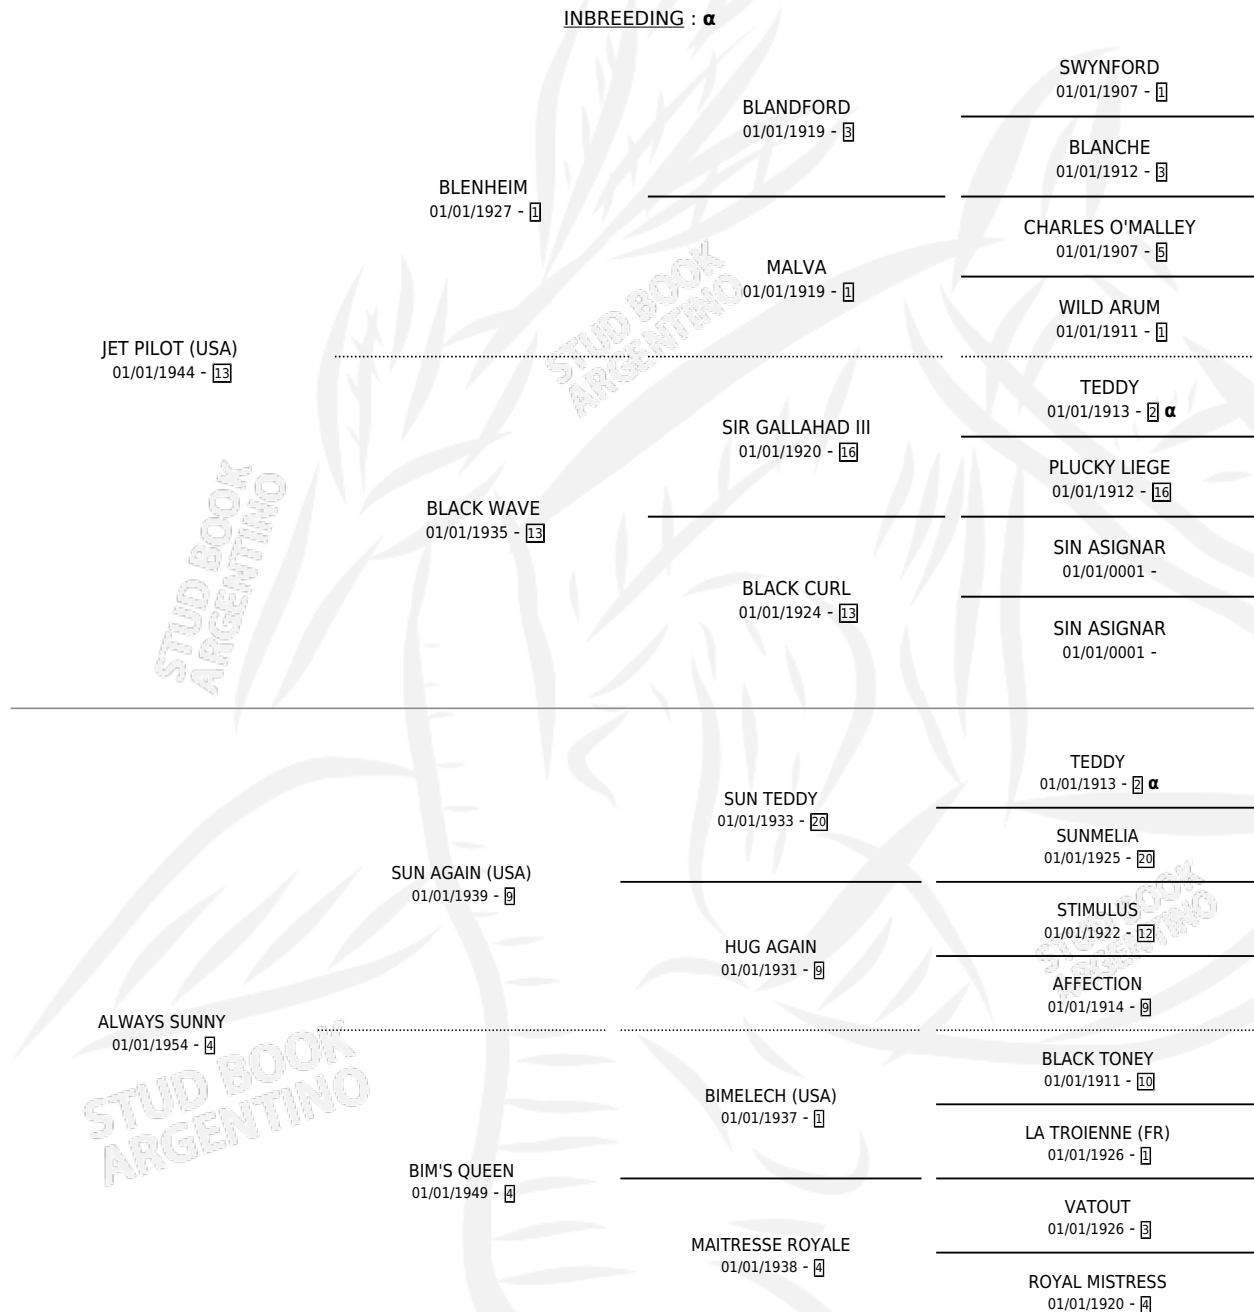 INBREEDING : α
SWYNFORD
01/01/1907 - 1
BLANDFORD
01/01/1919 - 3
BLANCHE
01/01/1912 - 3
BLENHEIM
01/01/1927 - 1
CHARLES O'MALLEY
01/01/1907 - 5
MALVA
01/01/1919 - 1
WILD ARUM
01/01/1911 - 1
JET PILOT (USA)
01/01/1944 - 13
TEDDY
01/01/1913 - 2 α
SIR GALLAHAD III
01/01/1920 - 16
PLUCKY LIEGE
01/01/1912 - 16
BLACK WAVE
01/01/1935 - 13
SIN ASIGNAR
01/01/0001 -
BLACK CURL
01/01/1924 - 13
SIN ASIGNAR
01/01/0001 -
TEDDY
01/01/1913 - 2 α
SUN TEDDY
01/01/1933 - 20
SUNMELIA
01/01/1925 - 20
SUN AGAIN (USA)
01/01/1939 - 9
STIMULUS
01/01/1922 - 12
HUG AGAIN
01/01/1931 - 9
AFFECTION
01/01/1914 - 9
ALWAYS SUNNY
01/01/1954 - 4
BLACK TONEY
01/01/1911 - 10
BIMELECH (USA)
01/01/1937 - 1
LA TROIENNE (FR)
01/01/1926 - 1
BIM'S QUEEN
01/01/1949 - 4
VATOUT
01/01/1926 - 3
MAITRESSE ROYALE
01/01/1938 - 4
ROYAL MISTRESS
01/01/1920 - 4
STUD BOOK
ARGENTINO
STUD BOOK
ARGENTINO
STUD BOOK
ARGENTINO
STUD BOOK
ARGENTINO